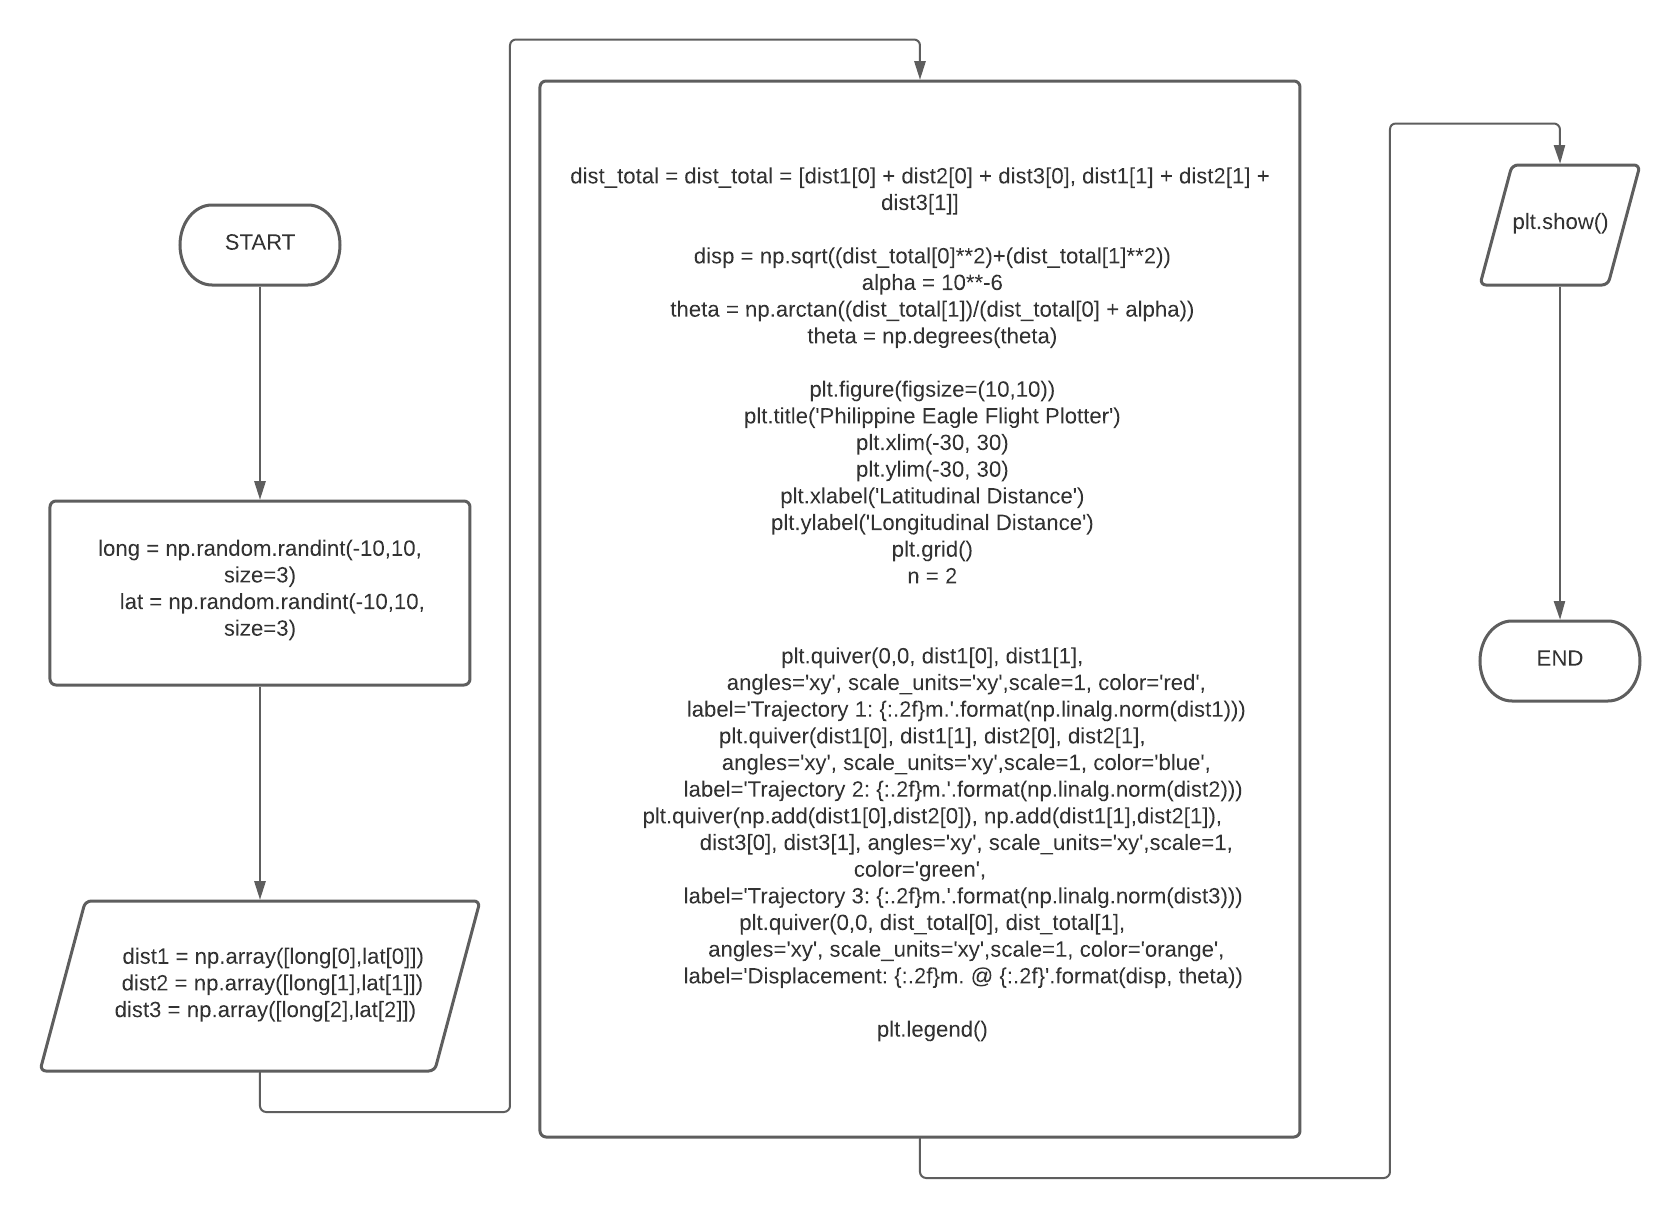 START
long = np.random.randint(-10,10,
size=3)
lat = np.random.randint(-10,10,
size=3)
dist1 = np.array([long[0],lat[0]])
dist2 = np.array([long[1],lat[1]])
dist3 = np.array([long[2],lat[2]])
dist_total = dist_total = [dist1[0] + dist2[0] + dist3[0], dist1[1] + dist2[1] +
dist3[1]]
disp = np.sqrt((dist_total[0]**2)+(dist_total[1]**2))
alpha = 10**-6
theta = np.arctan((dist_total[1])/(dist_total[0] + alpha))
theta = np.degrees(theta)
plt.figure(figsize=(10,10))
plt.title('Philippine Eagle Flight Plotter')
plt.xlim(-30, 30)
plt.ylim(-30, 30)
plt.xlabel('Latitudinal Distance')
plt.ylabel('Longitudinal Distance')
plt.grid()
n = 2
plt.quiver(0,0, dist1[0], dist1[1],
angles='xy', scale_units='xy',scale=1, color='red',
label='Trajectory 1: {:.2f}m.'.format(np.linalg.norm(dist1)))
plt.quiver(dist1[0], dist1[1], dist2[0], dist2[1],
angles='xy', scale_units='xy',scale=1, color='blue',
label='Trajectory 2: {:.2f}m.'.format(np.linalg.norm(dist2)))
plt.quiver(np.add(dist1[0],dist2[0]), np.add(dist1[1],dist2[1]),
dist3[0], dist3[1], angles='xy', scale_units='xy',scale=1,
color='green',
label='Trajectory 3: {:.2f}m.'.format(np.linalg.norm(dist3)))
plt.quiver(0,0, dist_total[0], dist_total[1],
angles='xy', scale_units='xy',scale=1, color='orange',
label='Displacement: {:.2f}m. @ {:.2f}'.format(disp, theta))
plt.legend()
plt.show()
END